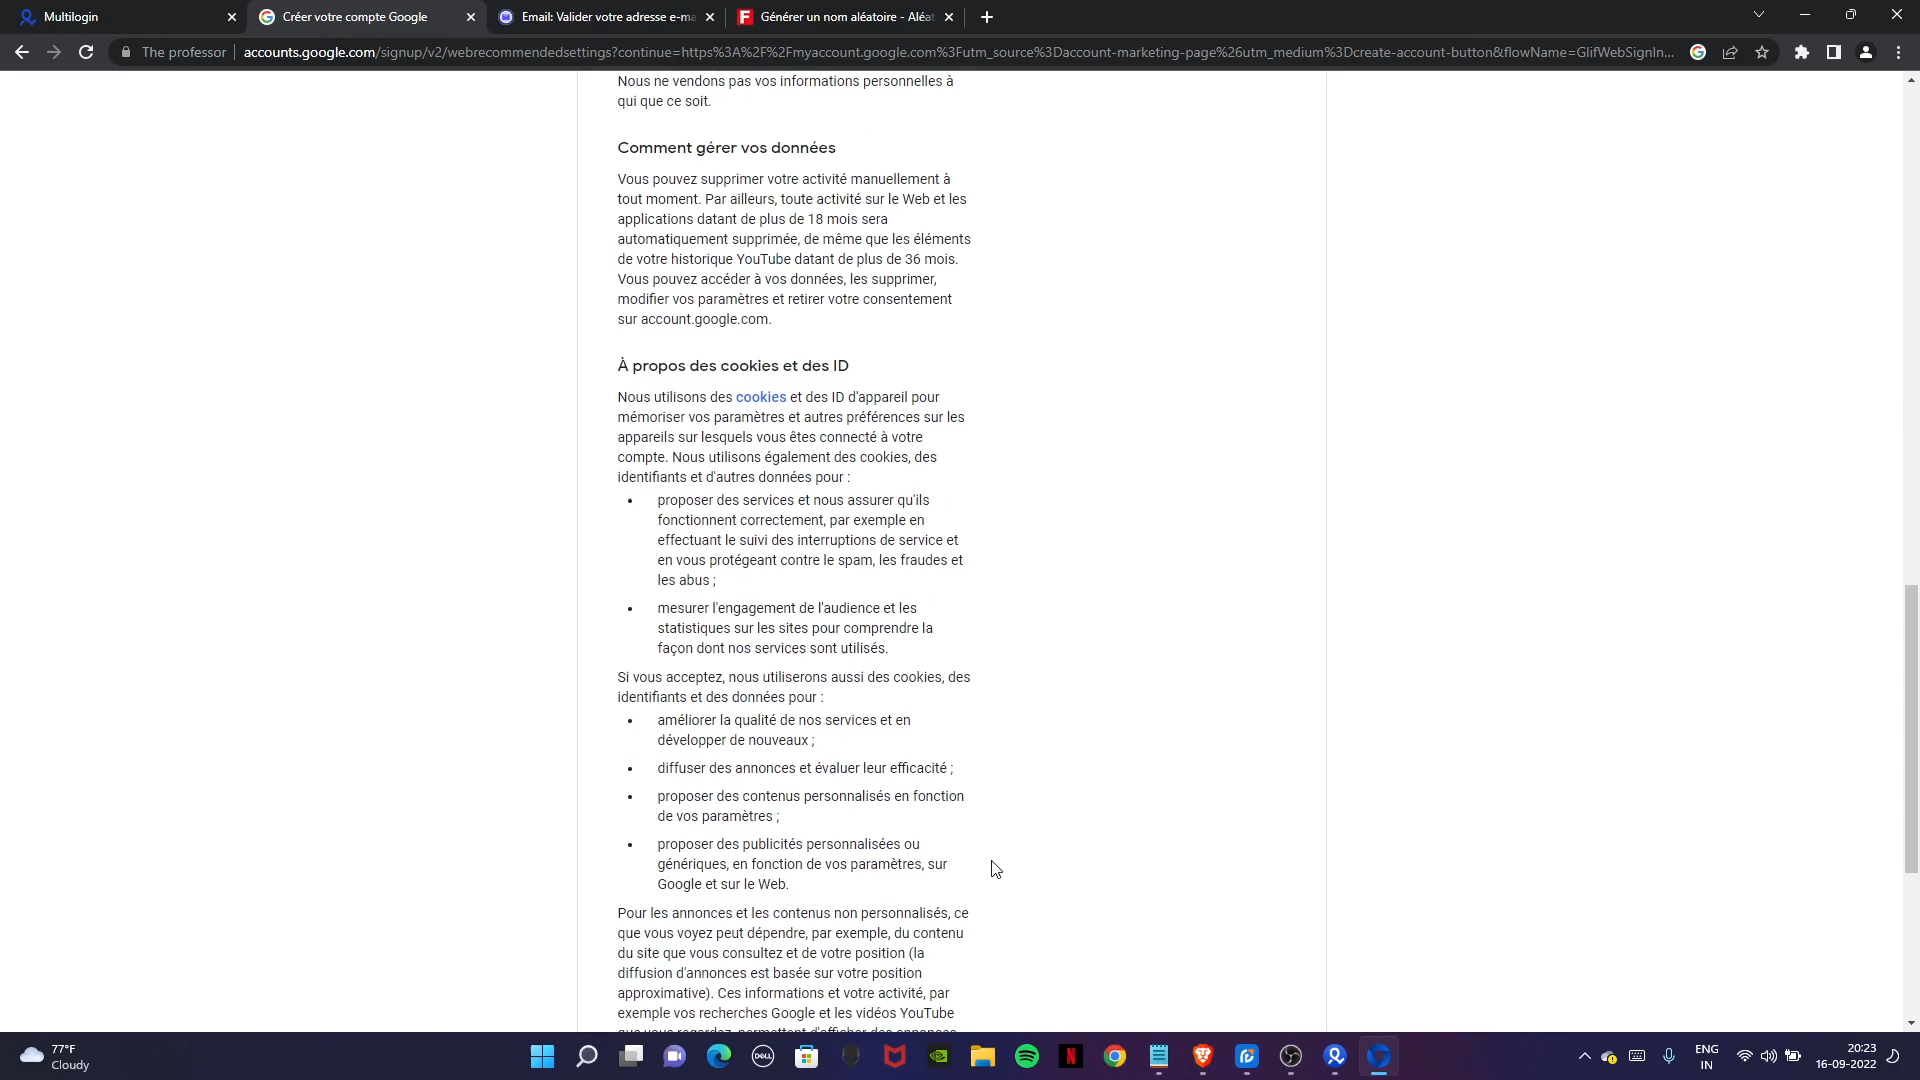 Multilogin
Créer votre compte Google
Email: Valider votre adresse e-ma
Générer un nom aléatoire - Aléat
The professor
accounts.google.com/signup/v2/webrecommendedsettings?continue=https%3A%2F%2Fmyaccount.google.com%3Futm_source%3Daccount-marketing-page%26utm_medium%3Dcreate-account-button&flowName=GlifWebSignIn...
Nous ne vendons pas vos informations personnelles à
qui que ce soit.
Comment gérer vos données
Vous pouvez supprimer votre activité manuellement à
tout moment. Par ailleurs, toute activité sur le Web et les
applications datant de plus de 18 mois sera
automatiquement supprimée, de même que les éléments
de votre historique YouTube datant de plus de 36 mois.
Vous pouvez accéder à vos données, les supprimer,
modifier vos paramètres et retirer votre consentement
sur account.google.com.
À propos des cookies et des ID
Nous utilisons des cookies et des ID d'appareil pour
mémoriser vos paramètres et autres préférences sur les
appareils sur lesquels vous êtes connecté à votre
compte. Nous utilisons également des cookies, des
identifiants et d'autres données pour :
• proposer des services et nous assurer qu'ils
fonctionnent correctement, par exemple en
effectuant le suivi des interruptions de service et
en vous protégeant contre le spam, les fraudes et
les abus ;
• mesurer l'engagement de l'audience et les
statistiques sur les sites pour comprendre la
façon dont nos services sont utilisés.
Si vous acceptez, nous utiliserons aussi des cookies, des
identifiants et des données pour :
• améliorer la qualité de nos services et en
développer de nouveaux ;
• diffuser des annonces et évaluer leur efficacité ;
• proposer des contenus personnalisés en fonction
de vos paramètres ;
• proposer des publicités personnalisées ou
génériques, en fonction de vos paramètres, sur
Google et sur le Web.
Pour les annonces et les contenus non personnalisés, ce
que vous voyez peut dépendre, par exemple, du contenu
du site que vous consultez et de votre position (la
diffusion d'annonces est basée sur votre position
approximative). Ces informations et votre activité, par
exemple vos recherches Google et les vidéos YouTube
que vous regardez, permettent d'afficher des annonces
77°F
Cloudy
DELL
N
ENG
IN
20:23
16-09-2022